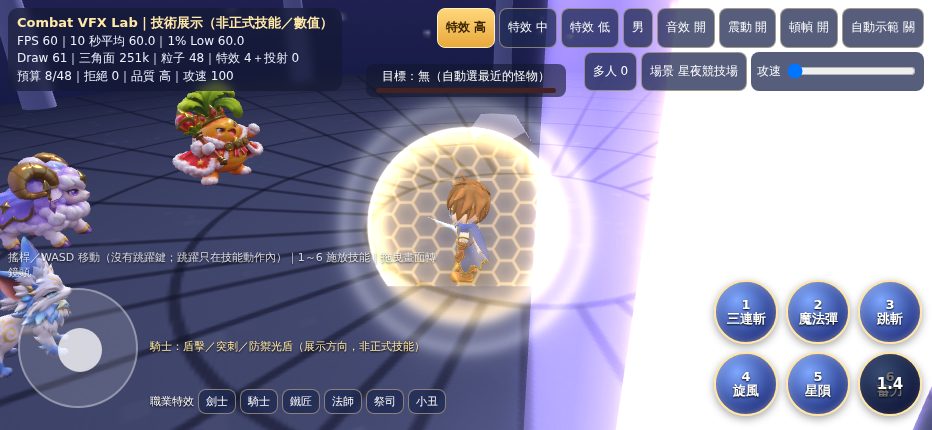 Combat VFX Lab｜技術展示（非正式技能／數值）
FPS 60｜10 秒平均 60.0｜1% Low 60.0
Draw 61｜三角面 251k｜粒子 48｜特效 4＋投射 0
預算 8/48｜拒絕 0｜品質 高｜攻速 100
特效 高
特效 中
特效 低
男
音效 開
震動 開
頓幀 開
自動示範 關
多人 0
場景 星夜競技場
攻速
目標：無（自動選最近的怪物）
搖桿／WASD 移動（沒有跳躍鍵；跳躍只在技能動作內）｜1～6 施放技能｜拖曳畫面轉
鏡頭
騎士：盾擊／突刺／防禦光盾（展示方向，非正式技能）
職業特效
劍士
騎士
鐵匠
法師
祭司
小丑
1
三連斬
2
魔法彈
3
跳斬
4
旋風
5
星隕
6
1.4